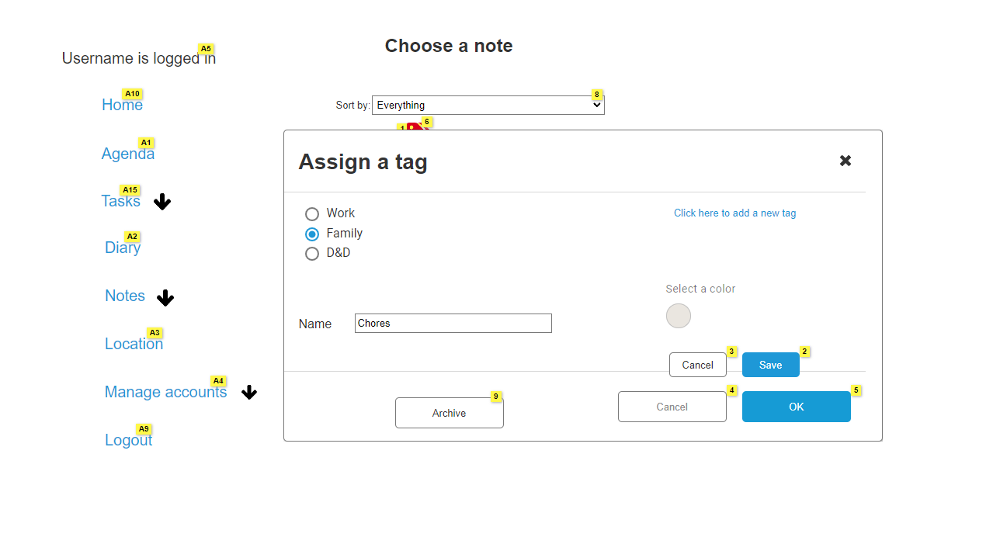 Choose a note
A5
Username is logged in
A10
Home
Sort by: Everything
8
1
6
A1
Agenda
Assign a tag
A15
Tasks
Work
Click here to add a new tag
Family
D&D
A2
Diary
Notes
Select a color
Name
Chores
A3
Location
3
2
Cancel
Save
A4
Manage accounts
9
4
5
Archive
Cancel
OK
A9
Logout